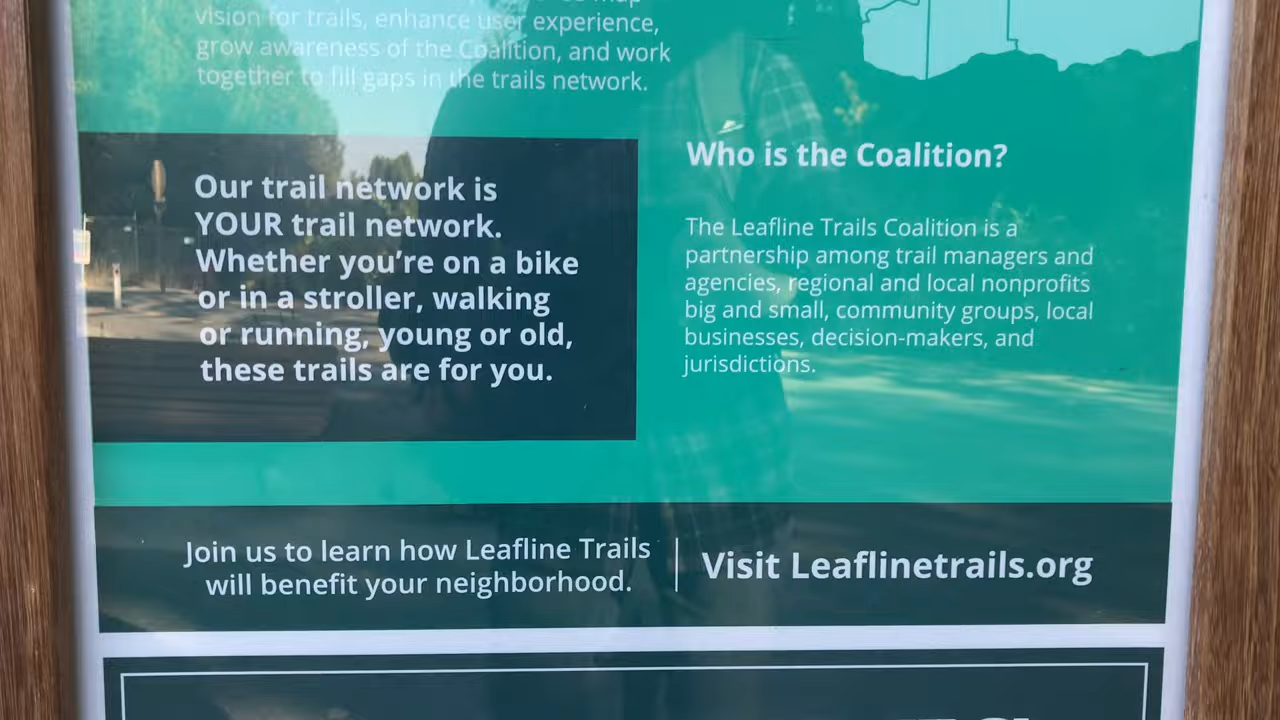 vision for trails, enhance user experience,
grow awareness of the Coalition, and work
together to fill gaps in the trails network.
Our trail network is
YOUR trail network.
Whether you’re on a bike
or in a stroller, walking
or running, young or old,
these trails are for you.
Who is the Coalition?
The Leafline Trails Coalition is a
partnership among trail managers and
agencies, regional and local nonprofits
big and small, community groups, local
businesses, decision-makers, and
jurisdictions.
Join us to learn how Leafline Trails
will benefit your neighborhood.
Visit Leaflinetrails.org